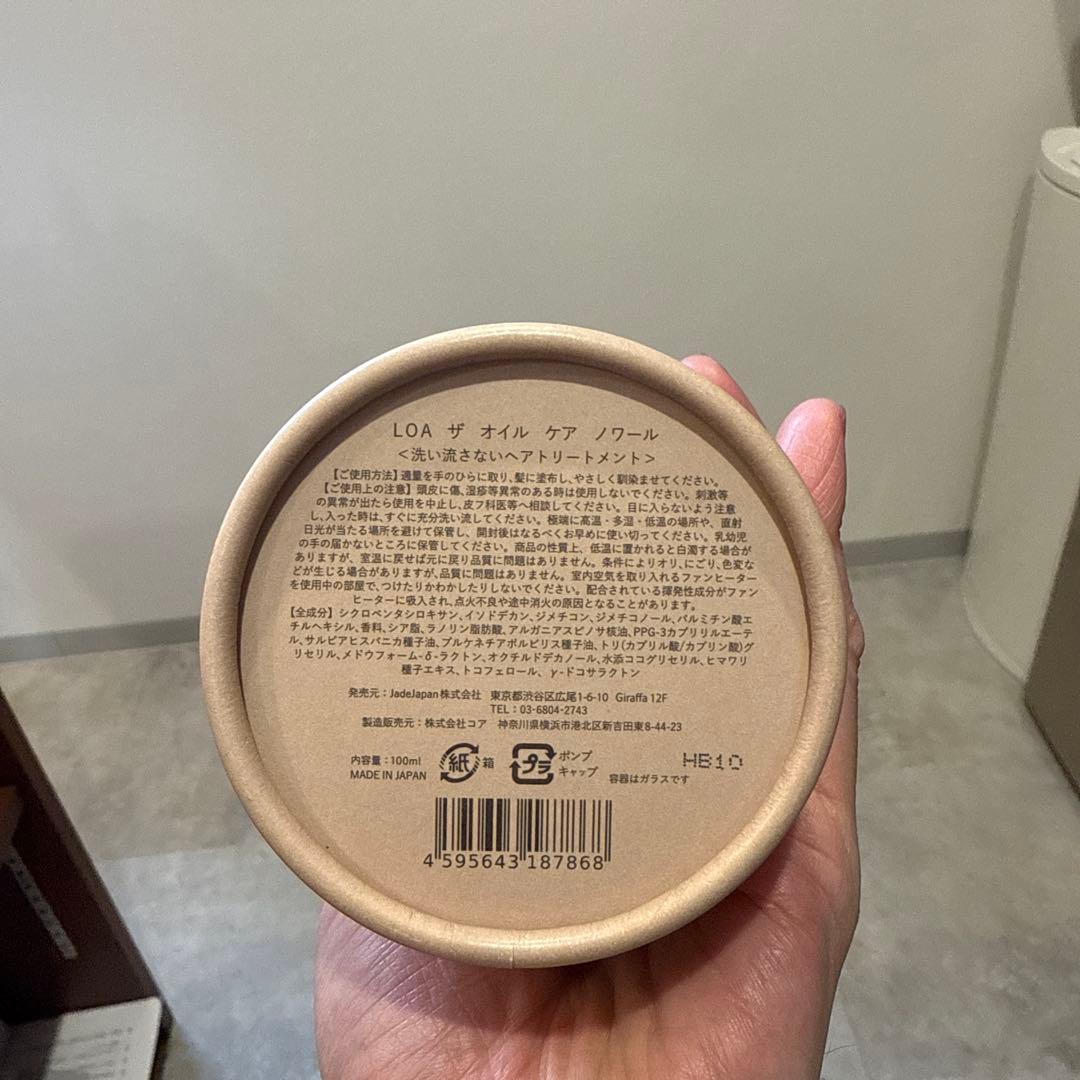 LOA ザ オイル ケア ノワール
<洗い流さないヘアトリートメント>
【ご使用方法】適量を手のひらに取り、髪に塗布し、やさしく馴染ませてください。
【ご使用上の注意】頭皮に傷、湿疹等異常のある時は使用しないでください。刺激等
の異常が出たら使用を中止し、皮フ科医等へ相談してください。目に入らないよう注意
し、入った時は、すぐに充分洗い流してください。極端に高温・多湿・低温の場所や、直射
日光が当たる場所を避けて保管し、開封後はなるべくお早めに使い切ってください。乳幼児
の手の届かないところに保管してください。商品の性質上、低温に置かれると白濁する場合が
ありますが、室温に戻せば元に戻り品質に問題はありません。条件によりオリ、にごり、色変な
どが生じる場合がありますが、品質に問題はありません。室内空気を取り入れるファンヒーター
を使用中の部屋で、つけたりかわかしたりしないでください。配合されている揮発性成分がファン
ヒーターに吸入され、点火不良や途中消火の原因となることがあります。
【全成分】シクロペンタシロキサン、イソドデカン、ジメチコン、ジメチコノール、パルミチン酸エ
チルヘキシル、香料、シア脂、ラノリン脂肪酸、アルガニアスピノサ核油、PPG-3カプリリルエーテ
ル、サルビアヒスパニカ種子油、プルケネチアボルビリス種子油、トリ(カプリル酸/カプリン酸)グ
リセリル、メドウフォーム-δ-ラクトン、オクチルドデカノール、水添ココグリセリル、ヒマワリ
種子エキス、トコフェロール、γ-ドコサラクトン
発売元:JadeJapan株式会社 東京都渋谷区広尾1-6-10 Giraffa 12F
TEL:03-6804-2743
製造販売元:株式会社コア 神奈川県横浜市港北区新吉田東8-44-23
内容量:100ml
MADE IN JAPAN
紙 箱
プラ ポンプ
キャップ
容器はガラスです
HB10
4 595643 187868